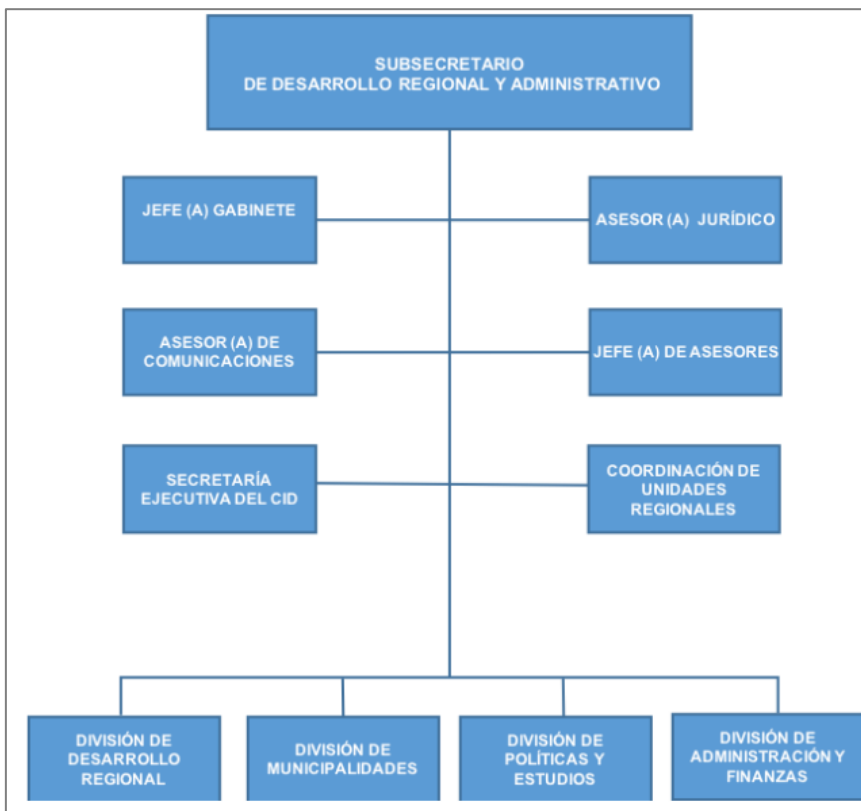 SUBSECRETARIO
DE DESARROLLO REGIONAL Y ADMINISTRATIVO
JEFE (A) GABINETE
ASESOR (A) JURÍDICO
ASESOR (A) DE
COMUNICACIONES
JEFE (A) DE ASESORES
SECRETARÍA
EJECUTIVA DEL CID
COORDINACIÓN DE
UNIDADES
REGIONALES
DIVISIÓN DE
DESARROLLO
REGIONAL
DIVISIÓN DE
MUNICIPALIDADES
DIVISIÓN DE
POLÍTICAS Y
ESTUDIOS
DIVISIÓN DE
ADMINISTRACIÓN Y
FINANZAS